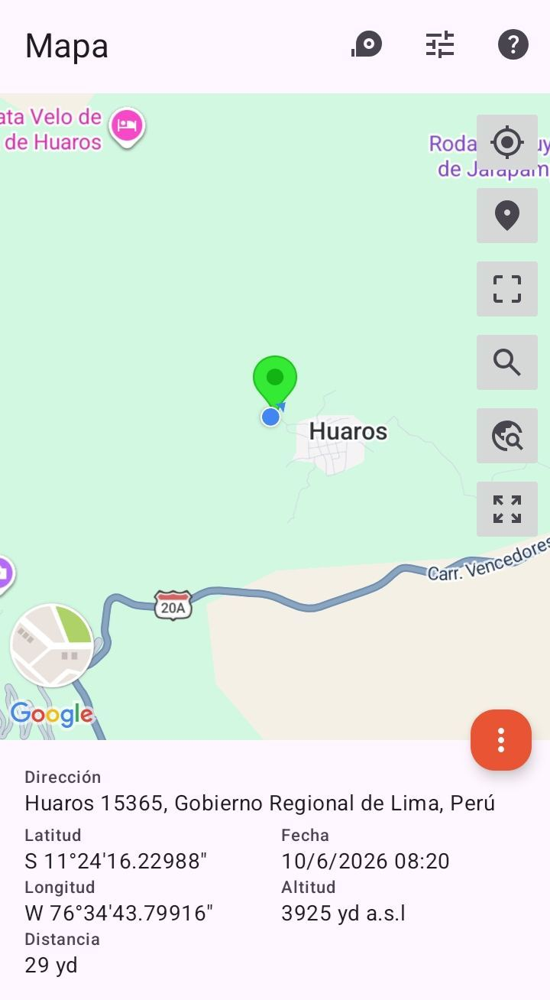 Mapa
ata Velo de
de Huaros
Roda
de Jarapam
Huaros
Carr. Vencedores
20A
Google
Dirección
Huaros 15365, Gobierno Regional de Lima, Perú
Latitud
S 11°24'16.22988"
Fecha
10/6/2026 08:20
Longitud
W 76°34'43.79916"
Altitud
3925 yd a.s.l
Distancia
29 yd